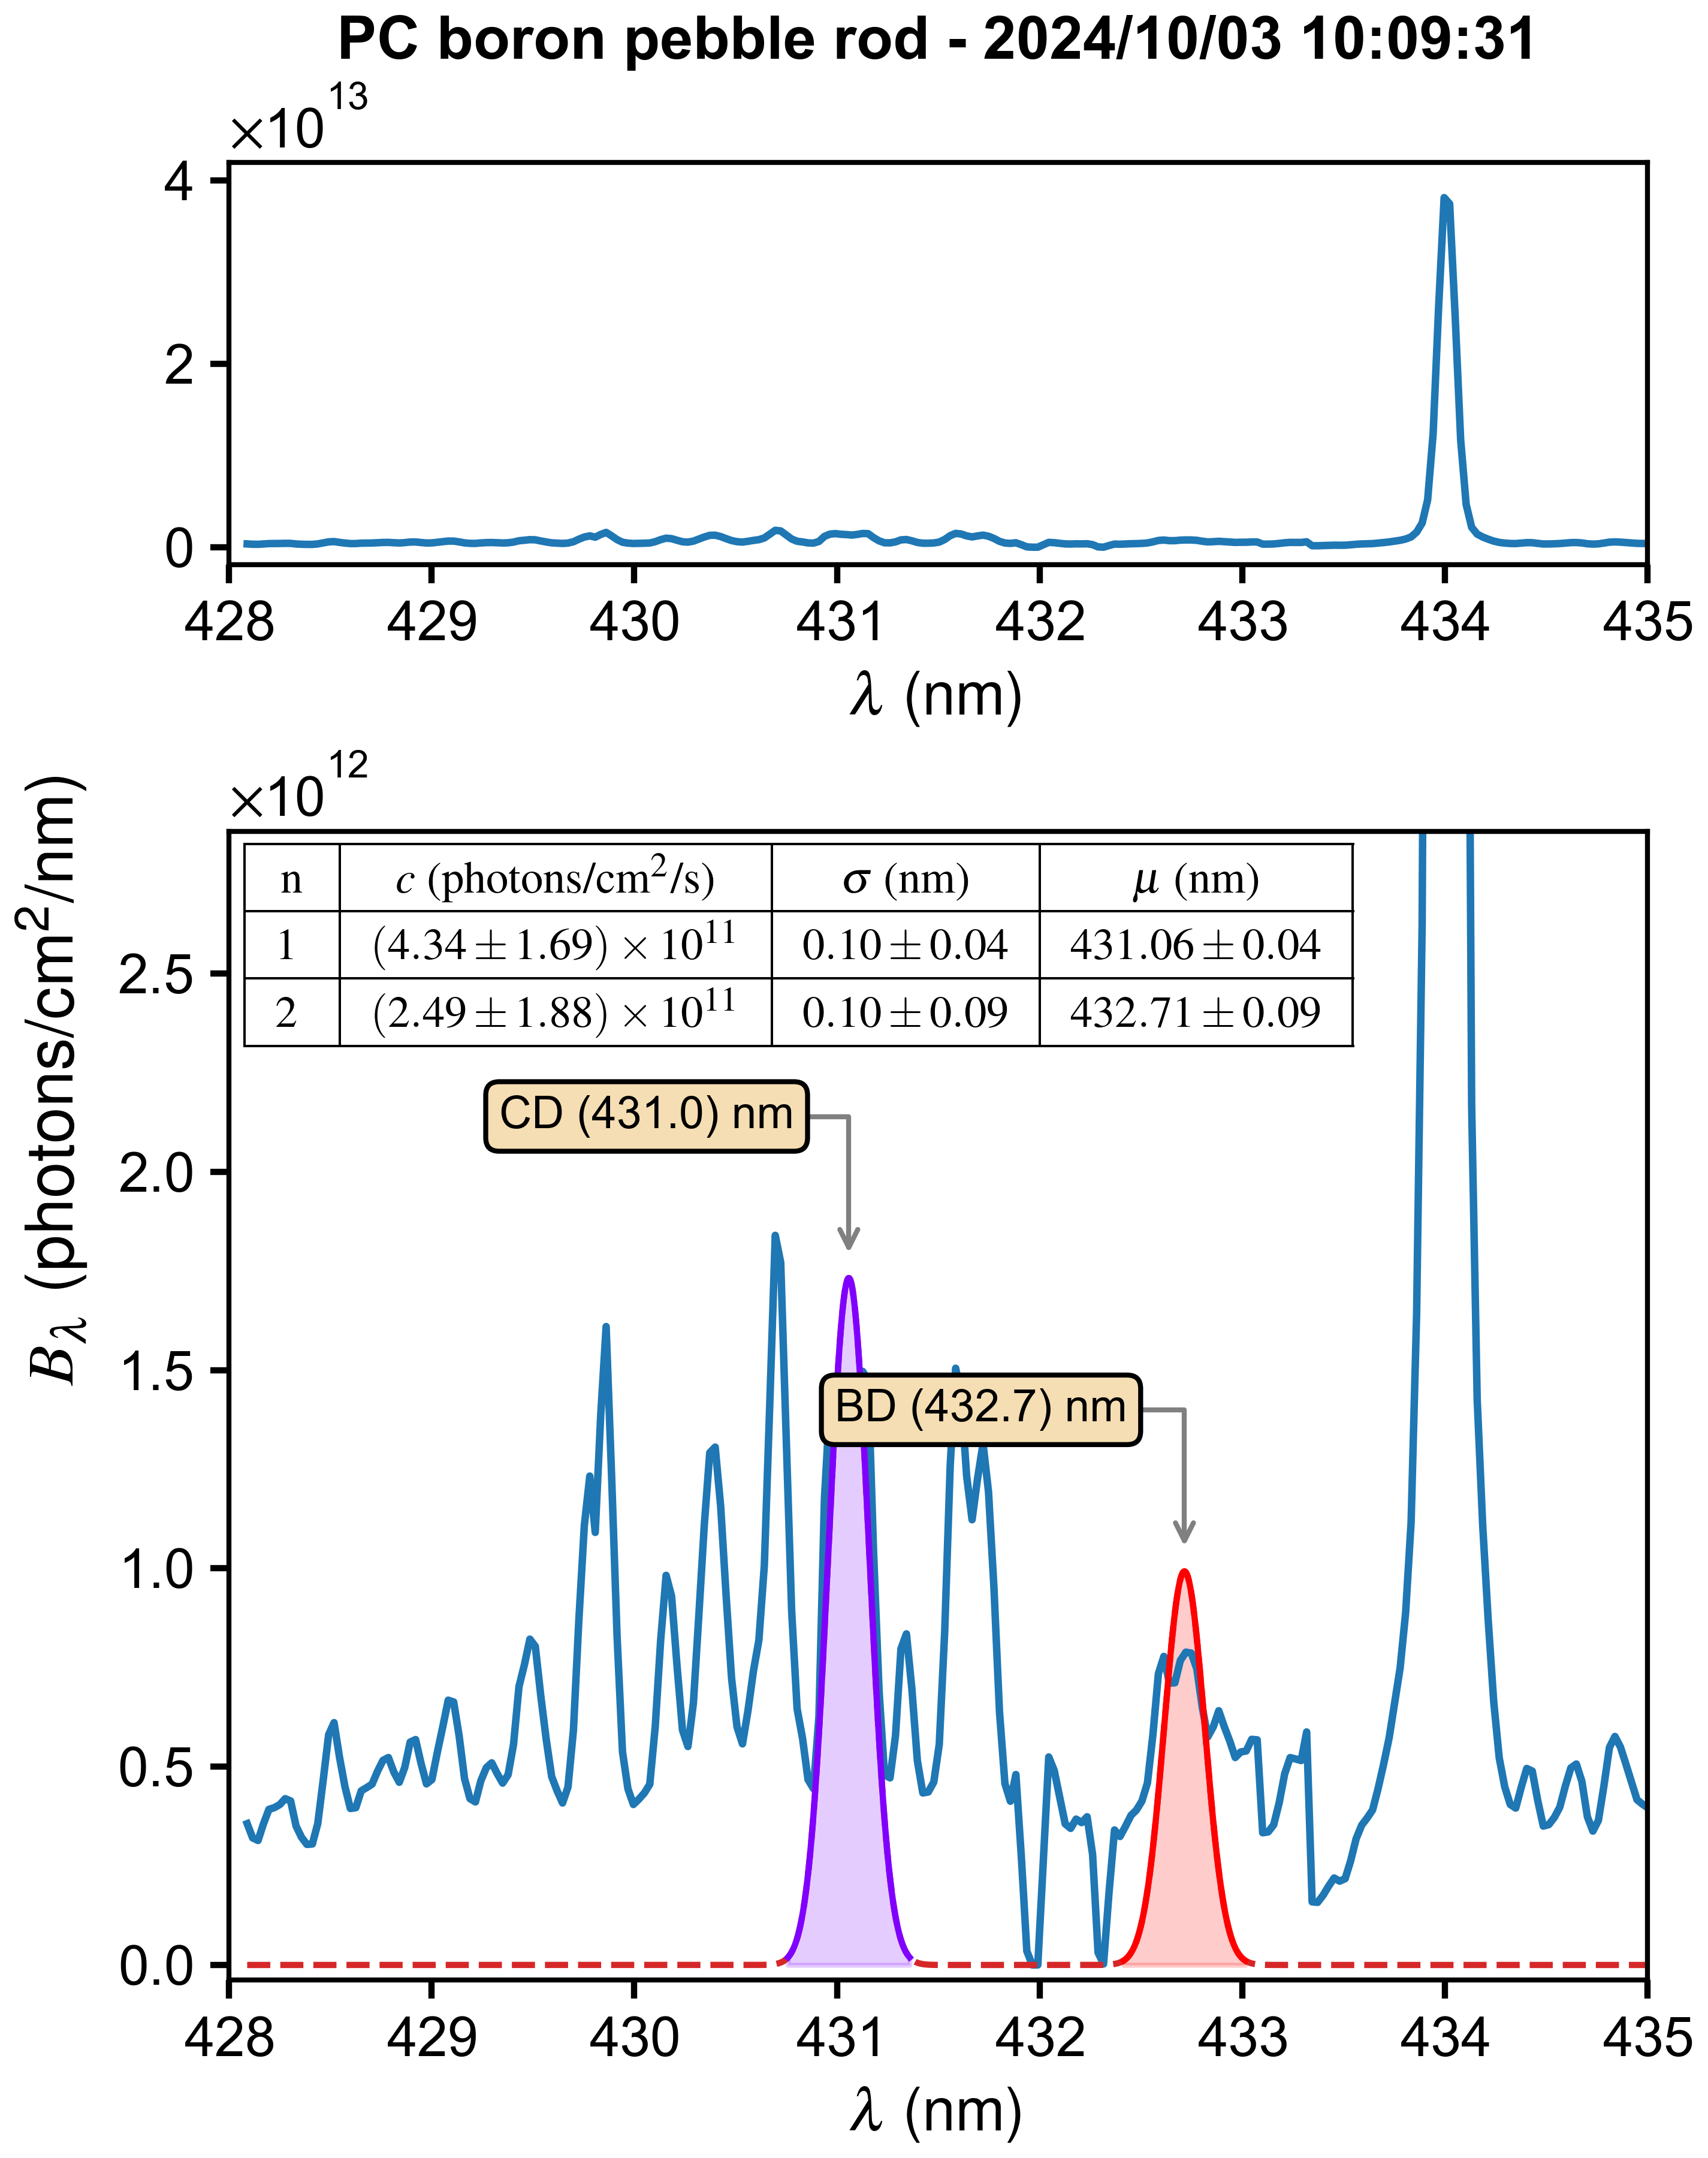 PC boron pebble rod - 2024/10/03 10:09:31
×10¹³
4
2
0
428 429 430 431 432 433 434 435
λ (nm)
×10¹²
B_λ (photons/cm²/nm)
n c (photons/cm²/s) σ (nm) μ (nm)
1 (4.34 ± 1.69) × 10¹¹ 0.10 ± 0.04 431.06 ± 0.04
2 (2.49 ± 1.88) × 10¹¹ 0.10 ± 0.09 432.71 ± 0.09
2.5
CD (431.0) nm
2.0
BD (432.7) nm
1.5
1.0
0.5
0.0
428 429 430 431 432 433 434 435
λ (nm)